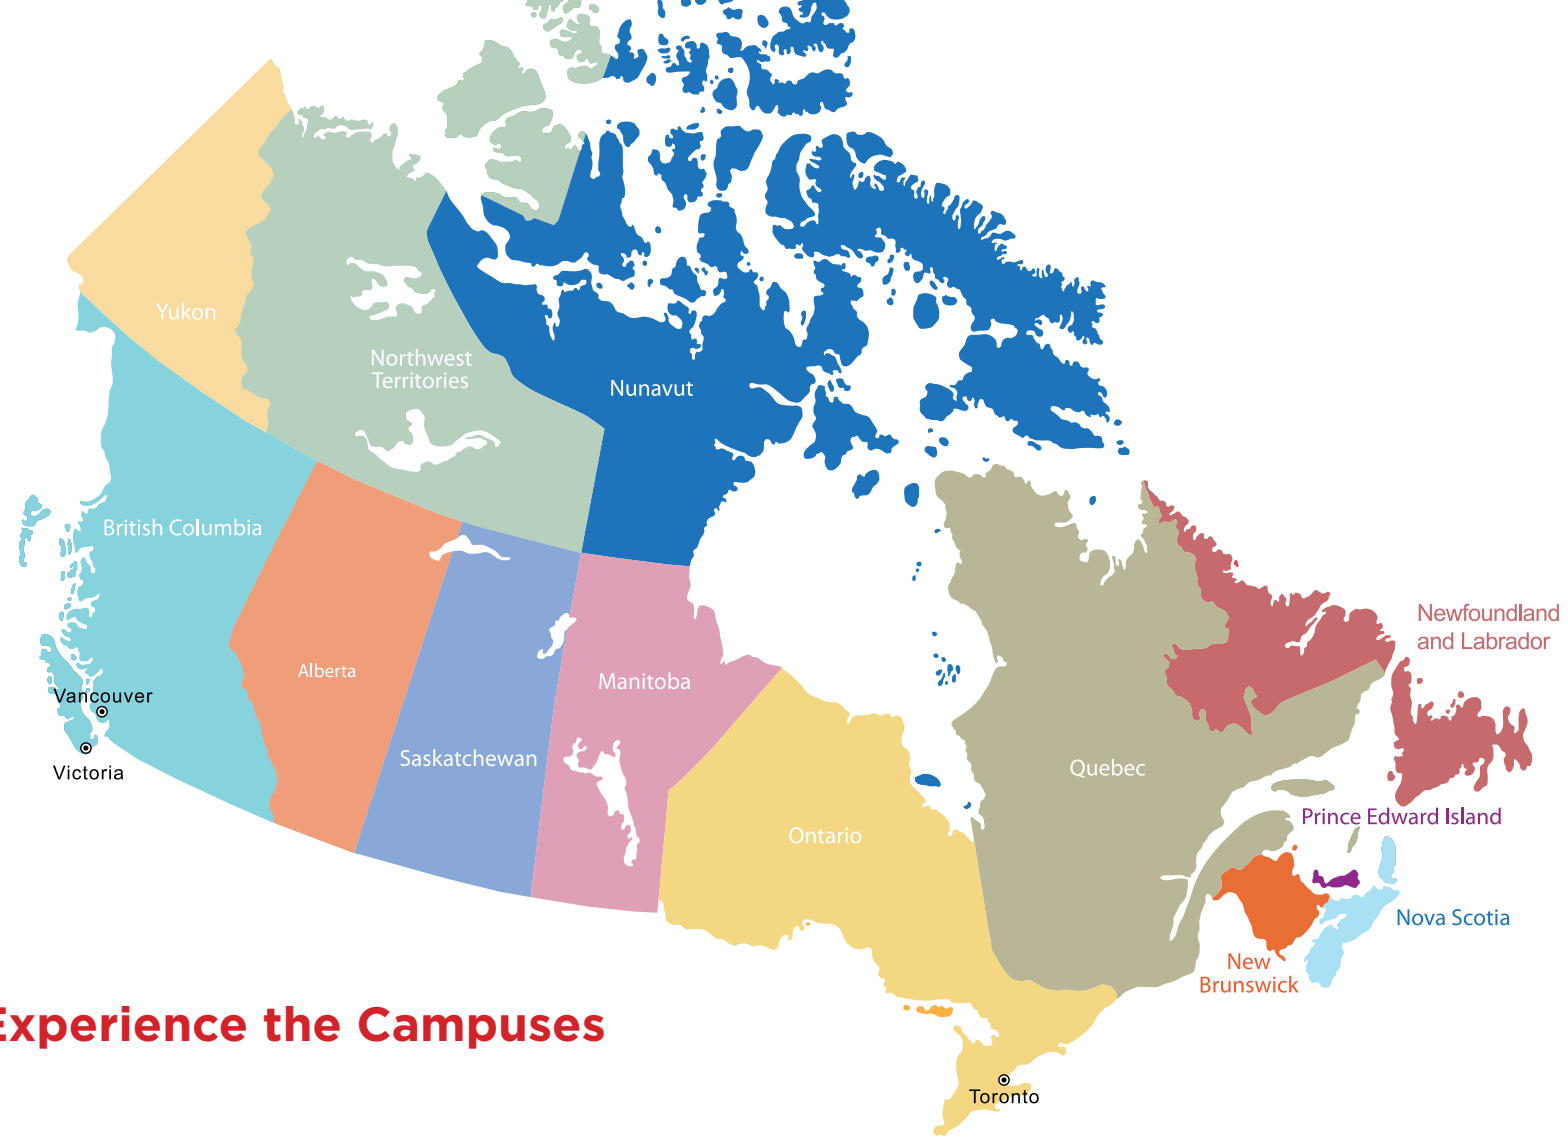 Yukon
Northwest
Territories
Nunavut
British Columbia
Newfoundland
and Labrador
Alberta
Manitoba
Vancouver
Saskatchewan
Victoria
Quebec
Prince Edward Island
Ontario
Nova Scotia
New
Brunswick
Experience the Campuses
Toronto